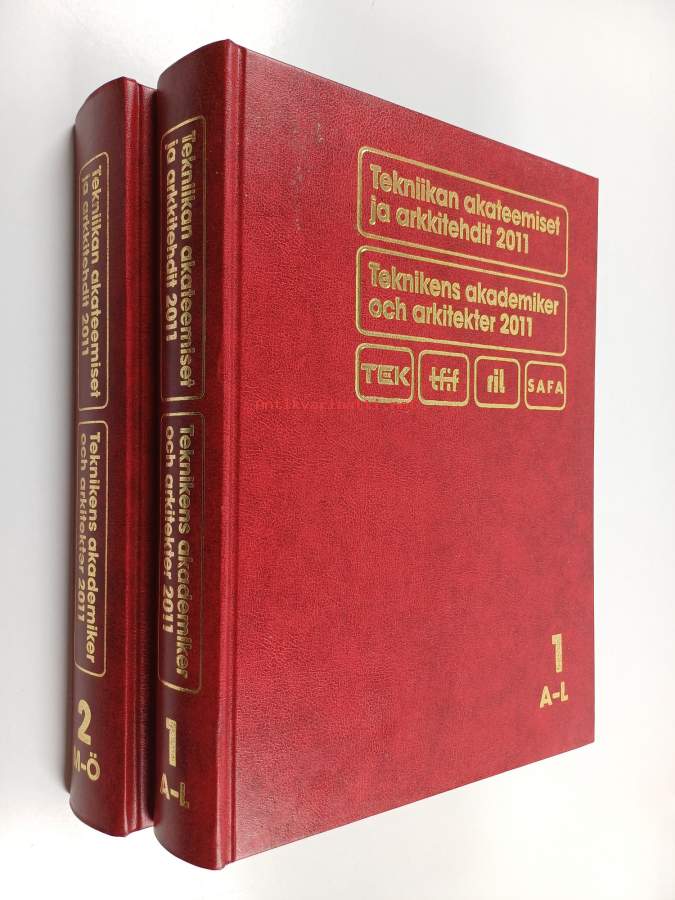 Tekniikan akateemiset
ja arkkitehdit 2011
Teknikens akademiker
och arkitekter 2011
TEK
tfif
ril
SAFA
1
A-L
Tekniikan akateemiset
ja arkkitehdit 2011
Teknikens akademiker
och arkitekter 2011
1
A-L
Tekniikan akateemiset
ja arkkitehdit 2011
Teknikens akademiker
och arkitekter 2011
2
M-Ö